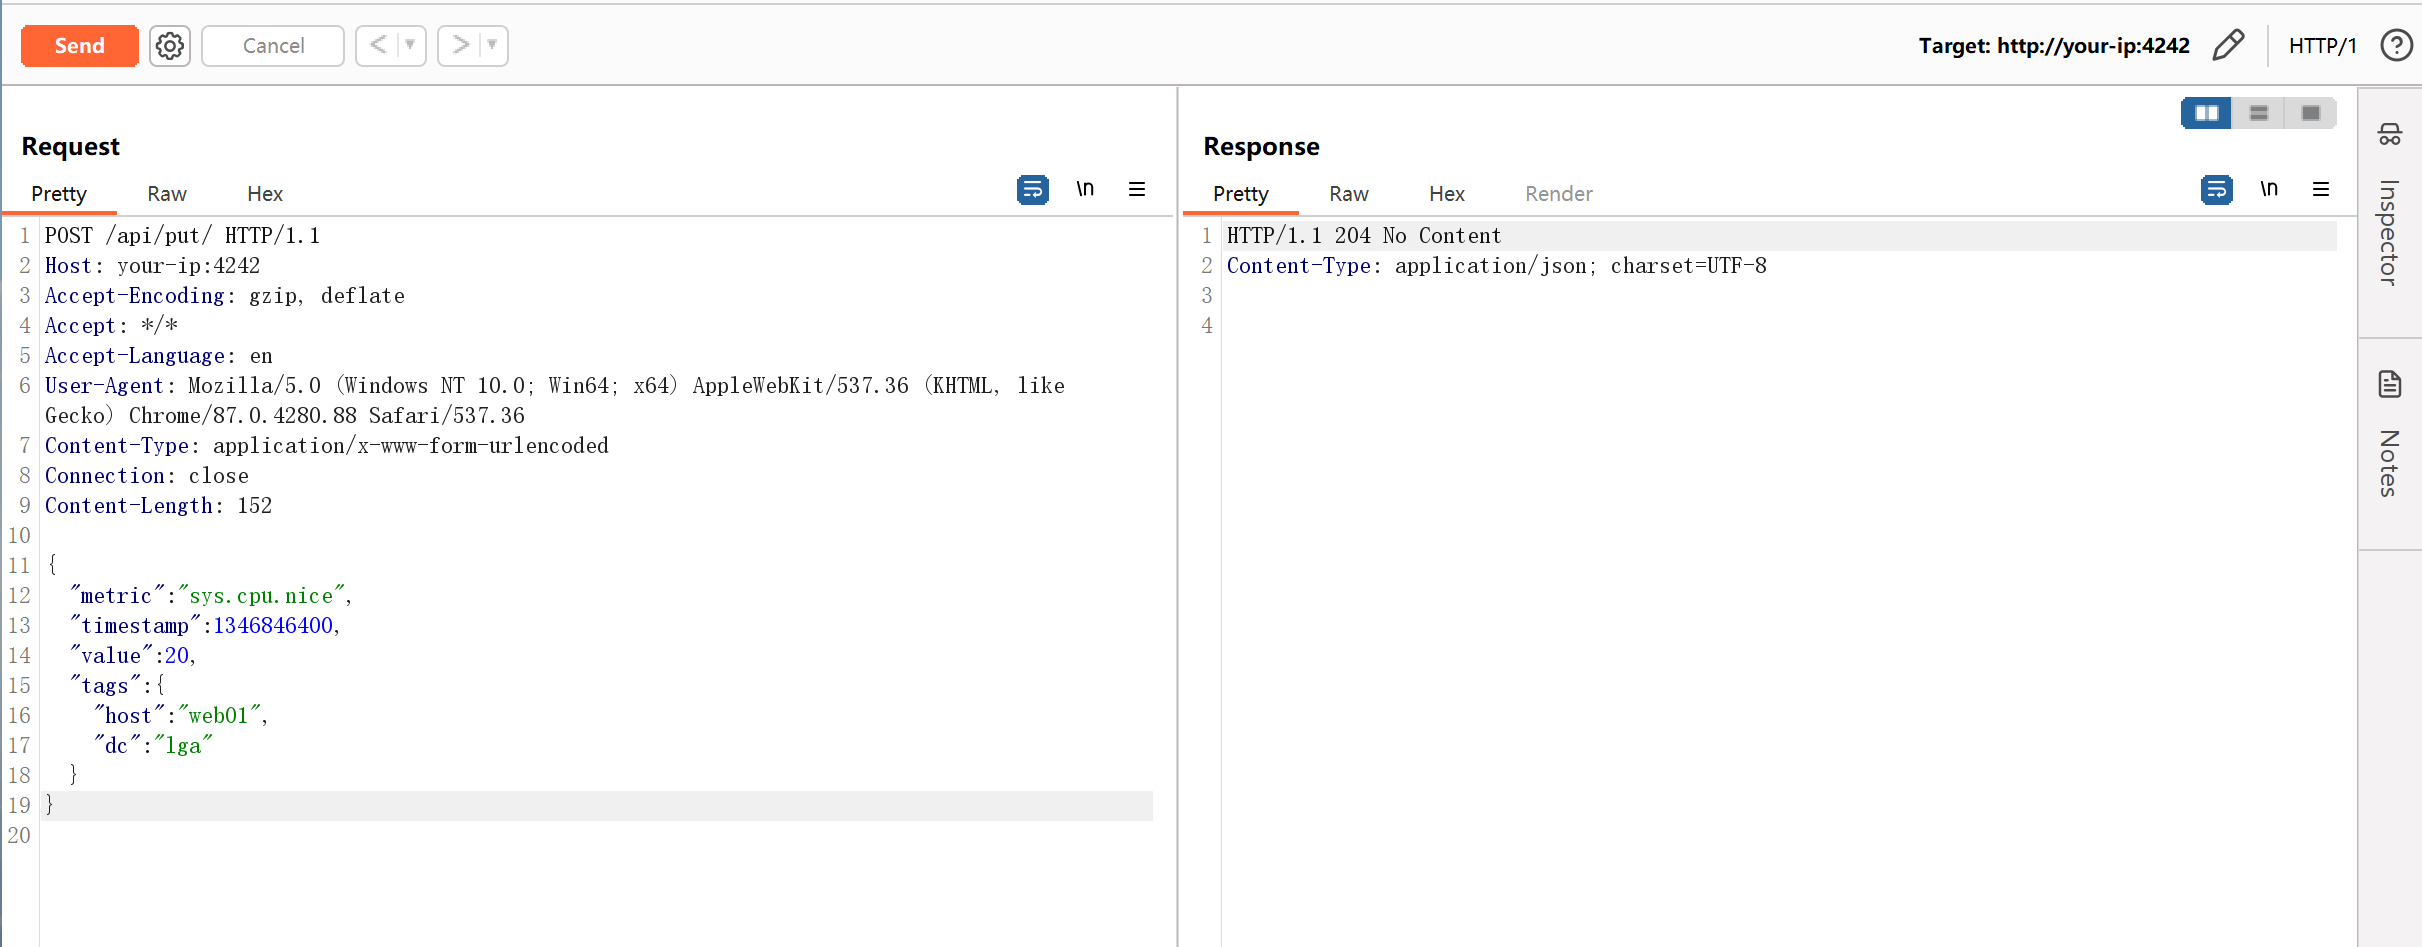 Send
Cancel
<
>
Target: http://your-ip:4242
HTTP/1
Request
Pretty
Raw
Hex
\n
1 POST /api/put/ HTTP/1.1
2 Host: your-ip:4242
3 Accept-Encoding: gzip, deflate
4 Accept: */*
5 Accept-Language: en
6 User-Agent: Mozilla/5.0 (Windows NT 10.0; Win64; x64) AppleWebKit/537.36 (KHTML, like
Gecko) Chrome/87.0.4280.88 Safari/537.36
7 Content-Type: application/x-www-form-urlencoded
8 Connection: close
9 Content-Length: 152
10
11 {
12 "metric":"sys.cpu.nice",
13 "timestamp":1346846400,
14 "value":20,
15 "tags":{
16 "host":"web01",
17 "dc":"lga"
18 }
19 }
20
Response
Pretty
Raw
Hex
Render
\n
1 HTTP/1.1 204 No Content
2 Content-Type: application/json; charset=UTF-8
3
4
Inspector
Notes